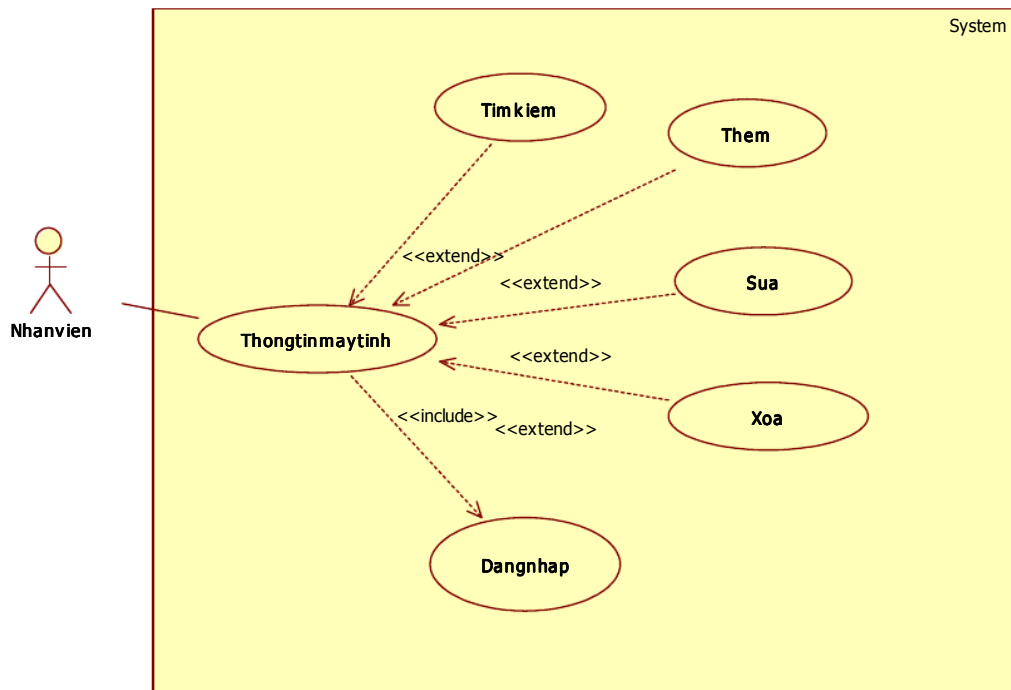 System
Timkiem
Them
<<extend>>
Sua
<<extend>>
Nhanvien
Thongtinmaytinh
<<extend>>
<<include>>
<<extend>>
Xoa
Dangnhap